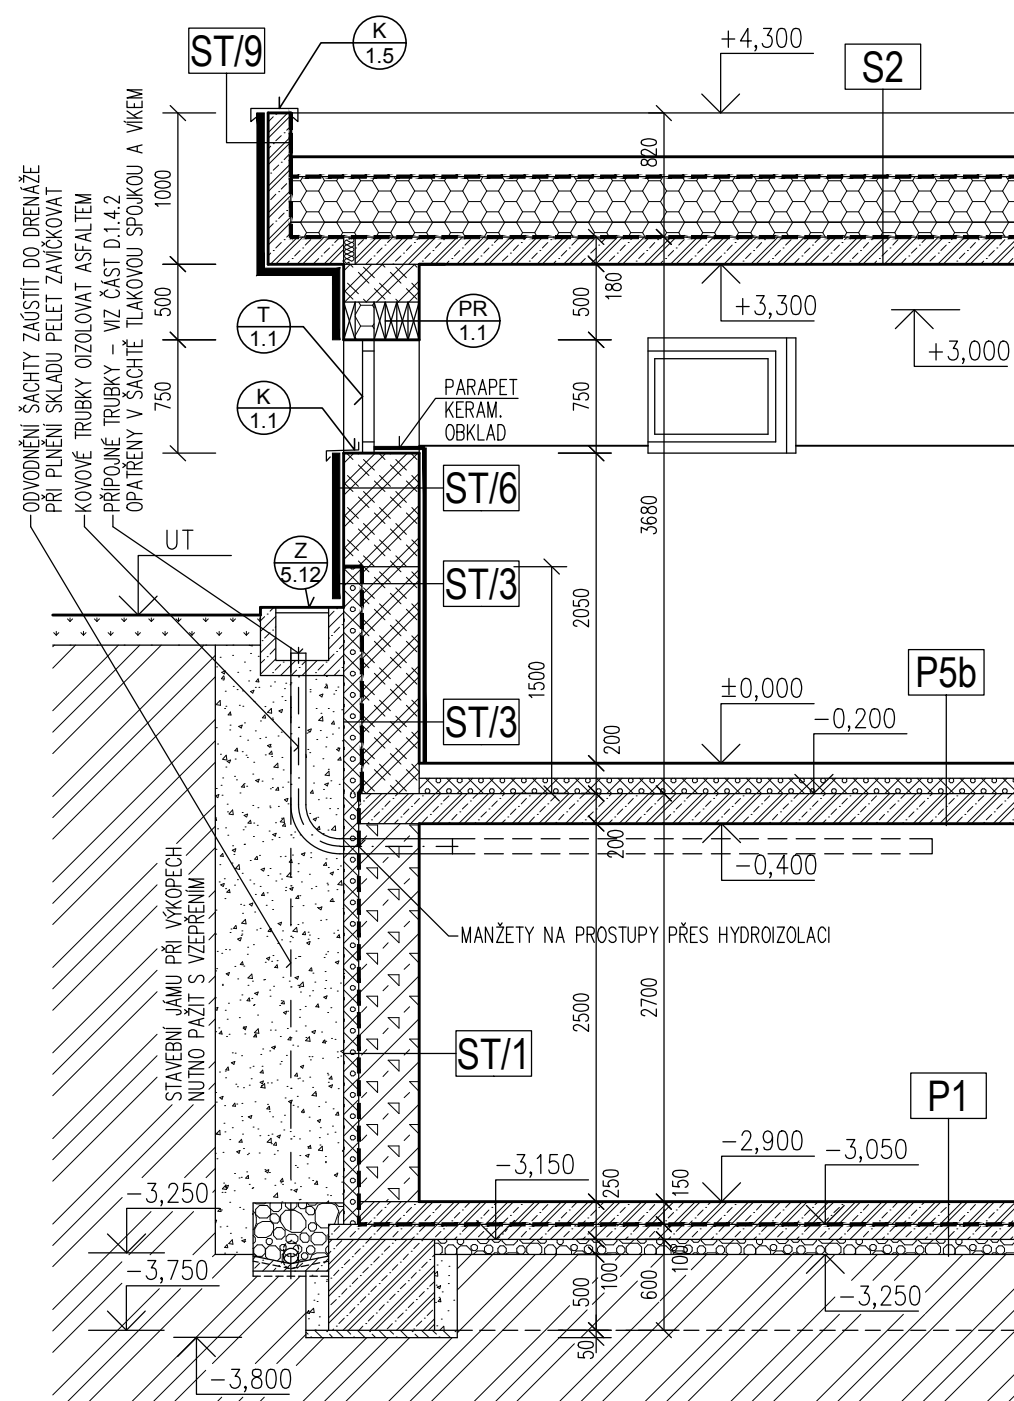 K
1.5
ST/9
+4,300
S2
820
1000
180
500
500
+3,300
+3,000
T
1.1
PR
1.1
K
1.1
750
750
PARAPET
KERAM.
OBKLAD
ODVODNĚNÍ ŠACHTY ZAÚSTÍT DO DRENÁŽE
PŘI PLNĚNÍ SKLADU PELET ZAVÍČKOVAT
KOVOVÉ TRUBKY OIZOLOVAT ASFALTEM
PŘÍPOJNÉ TRUBKY – VIZ ČÁST D.1.4.2
OPATŘENY V ŠACHTĚ TLAKOVOU SPOJKOU A VÍKEM
ST/6
3680
UT
Z
5.12
ST/3
2050
1500
P5b
±0,000
-0,200
ST/3
200
200
-0,400
MANŽETY NA PROSTUPY PŘES HYDROIZOLACI
STAVEBNÍ JÁMU PŘI VÝKOPECH
NUTNO PAŽIT S VZEPŘENÍM
2500
2700
ST/1
P1
-2,900
-3,050
-3,150
250
150
-3,250
-3,750
100
100
500
600
-3,250
50
-3,800